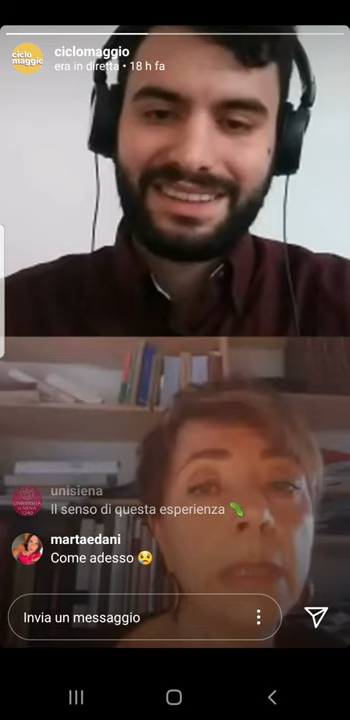 ciclo
maggio
ciclomaggio
era in diretta • 18 h fa
unisiena
Il senso di questa esperienza
martaedani
Come adesso 😢
Invia un messaggio